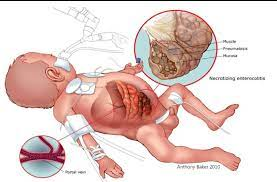 Muscle
Pneumatosis
Mucosa
Necrotizing enterocolitis
Portal vein
Anthony Baker 2010